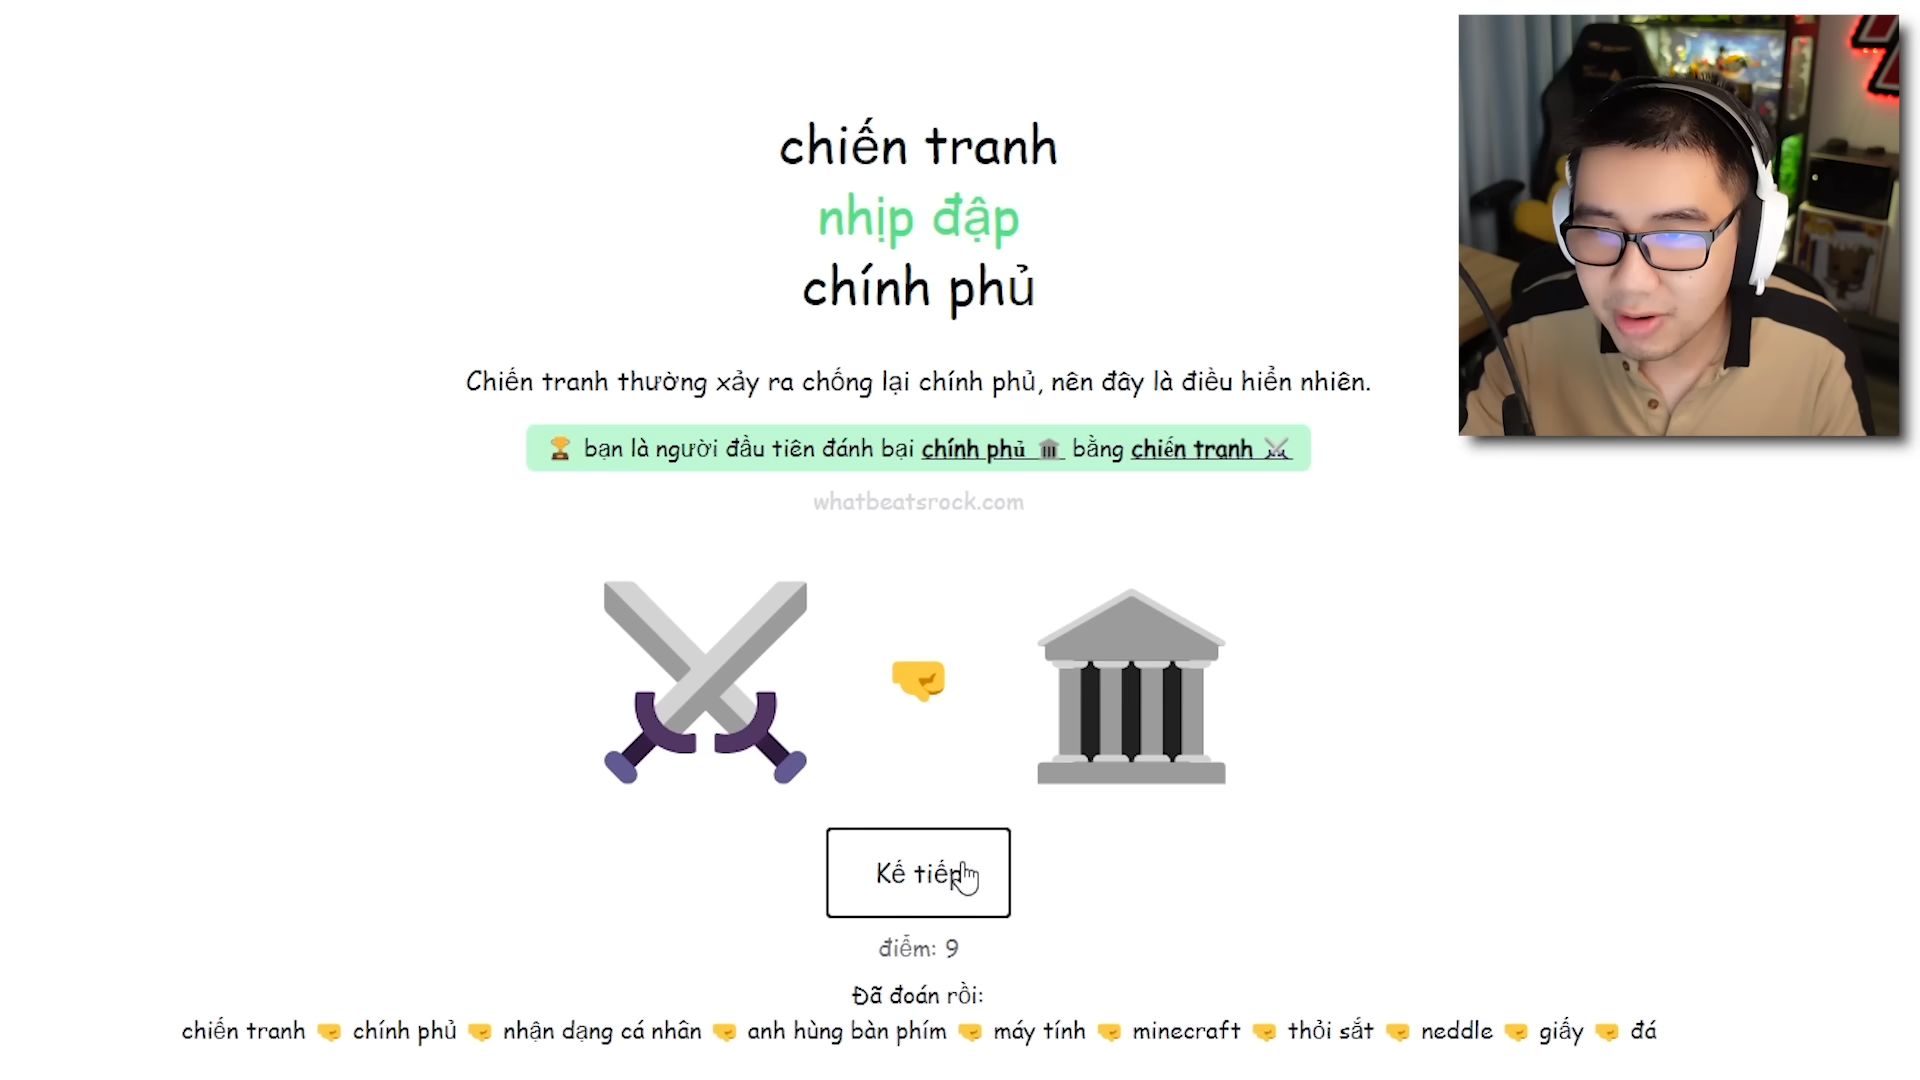 chiến tranh
nhịp đập
chính phủ
Chiến tranh thường xảy ra chống lại chính phủ, nên đây là điều hiển nhiên.
🏆 bạn là người đầu tiên đánh bại chính phủ 🏛️ bằng chiến tranh ⚔️
whatbeatsrock.com
Kế tiếp
điểm: 9
Đã đoán rồi:
chiến tranh 🤜 chính phủ 🤜 nhận dạng cá nhân 🤜 anh hùng bàn phím 🤜 máy tính 🤜 minecraft 🤜 thỏi sắt 🤜 neddle 🤜 giấy 🤜 đá